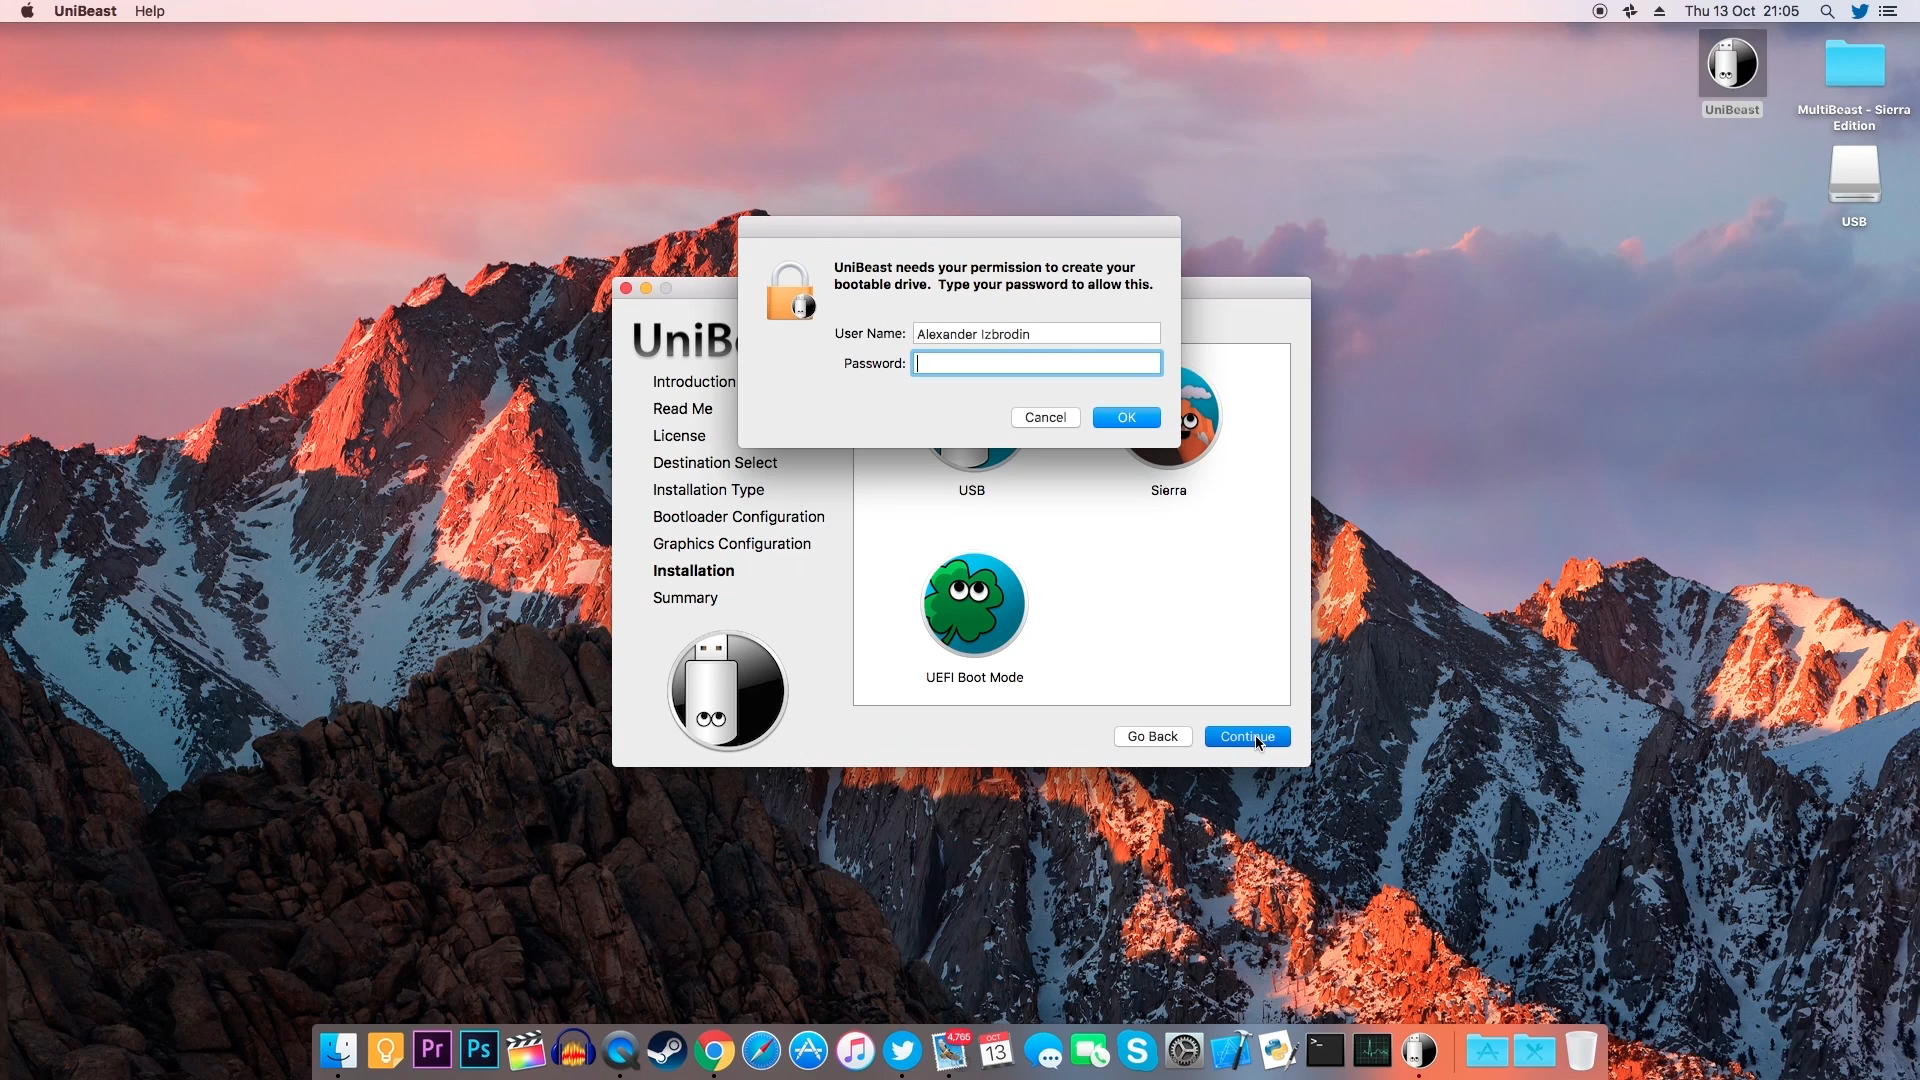 UniBeast Help
Thu 13 Oct 21:05
UniBeast
MultiBeast - Sierra
Edition
USB
UniBeast needs your permission to create your
bootable drive. Type your password to allow this.
User Name: Alexander Izbrodin
Password:
Cancel OK
UniB
Introduction
Read Me
License
Destination Select
Installation Type
Bootloader Configuration
Graphics Configuration
Installation
Summary
USB
Sierra
UEFI Boot Mode
Go Back Continue
Pr
Ps
4,765
OCT
13